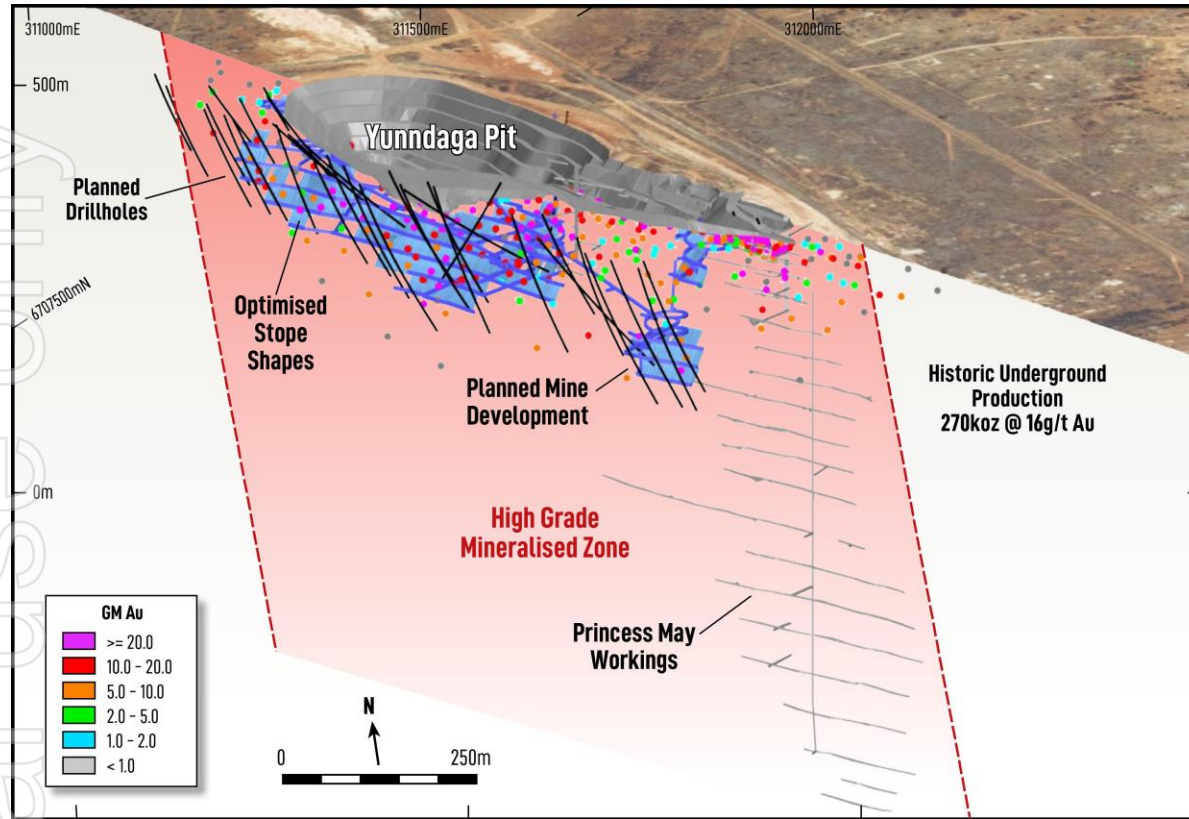 311000mE
311500mE
312000mE
500m
Yunndaga Pit
Planned
Drillholes
6707500mN
Optimised
Stope
Shapes
Planned Mine
Development
Historic Underground
Production
270koz @ 16g/t Au
0m
High Grade
Mineralised Zone
Princess May
Workings
GM Au
>= 20.0
10.0 – 20.0
5.0 – 10.0
2.0 – 5.0
1.0 – 2.0
< 1.0
N
0 250m